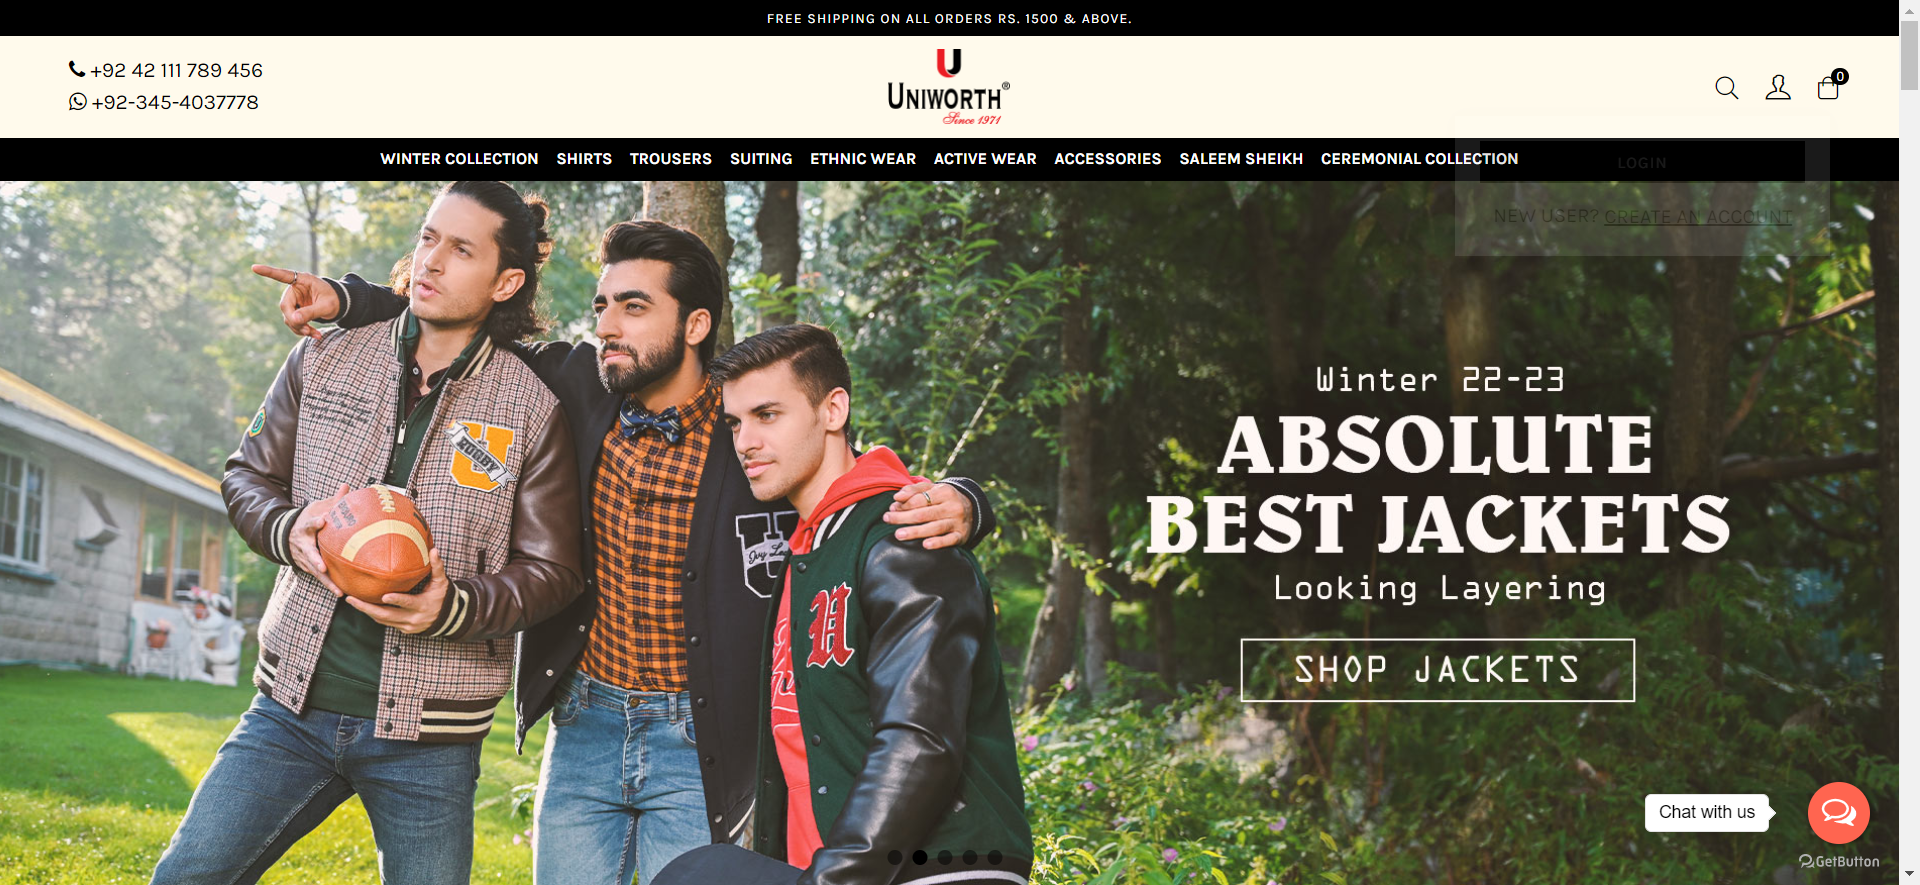 FREE SHIPPING ON ALL ORDERS RS. 1500 & ABOVE.
+92 42 111 789 456
+92-345-4037778
U
UNIWORTH®
Since 1971
0
WINTER COLLECTION SHIRTS TROUSERS SUITING ETHNIC WEAR ACTIVE WEAR ACCESSORIES SALEEM SHEIKH CEREMONIAL COLLECTION
LOGIN
NEW USER? CREATE AN ACCOUNT
Winter 22-23
ABSOLUTE
BEST JACKETS
Looking Layering
SHOP JACKETS
U
RUGBY
U
U
Chat with us
GetButton